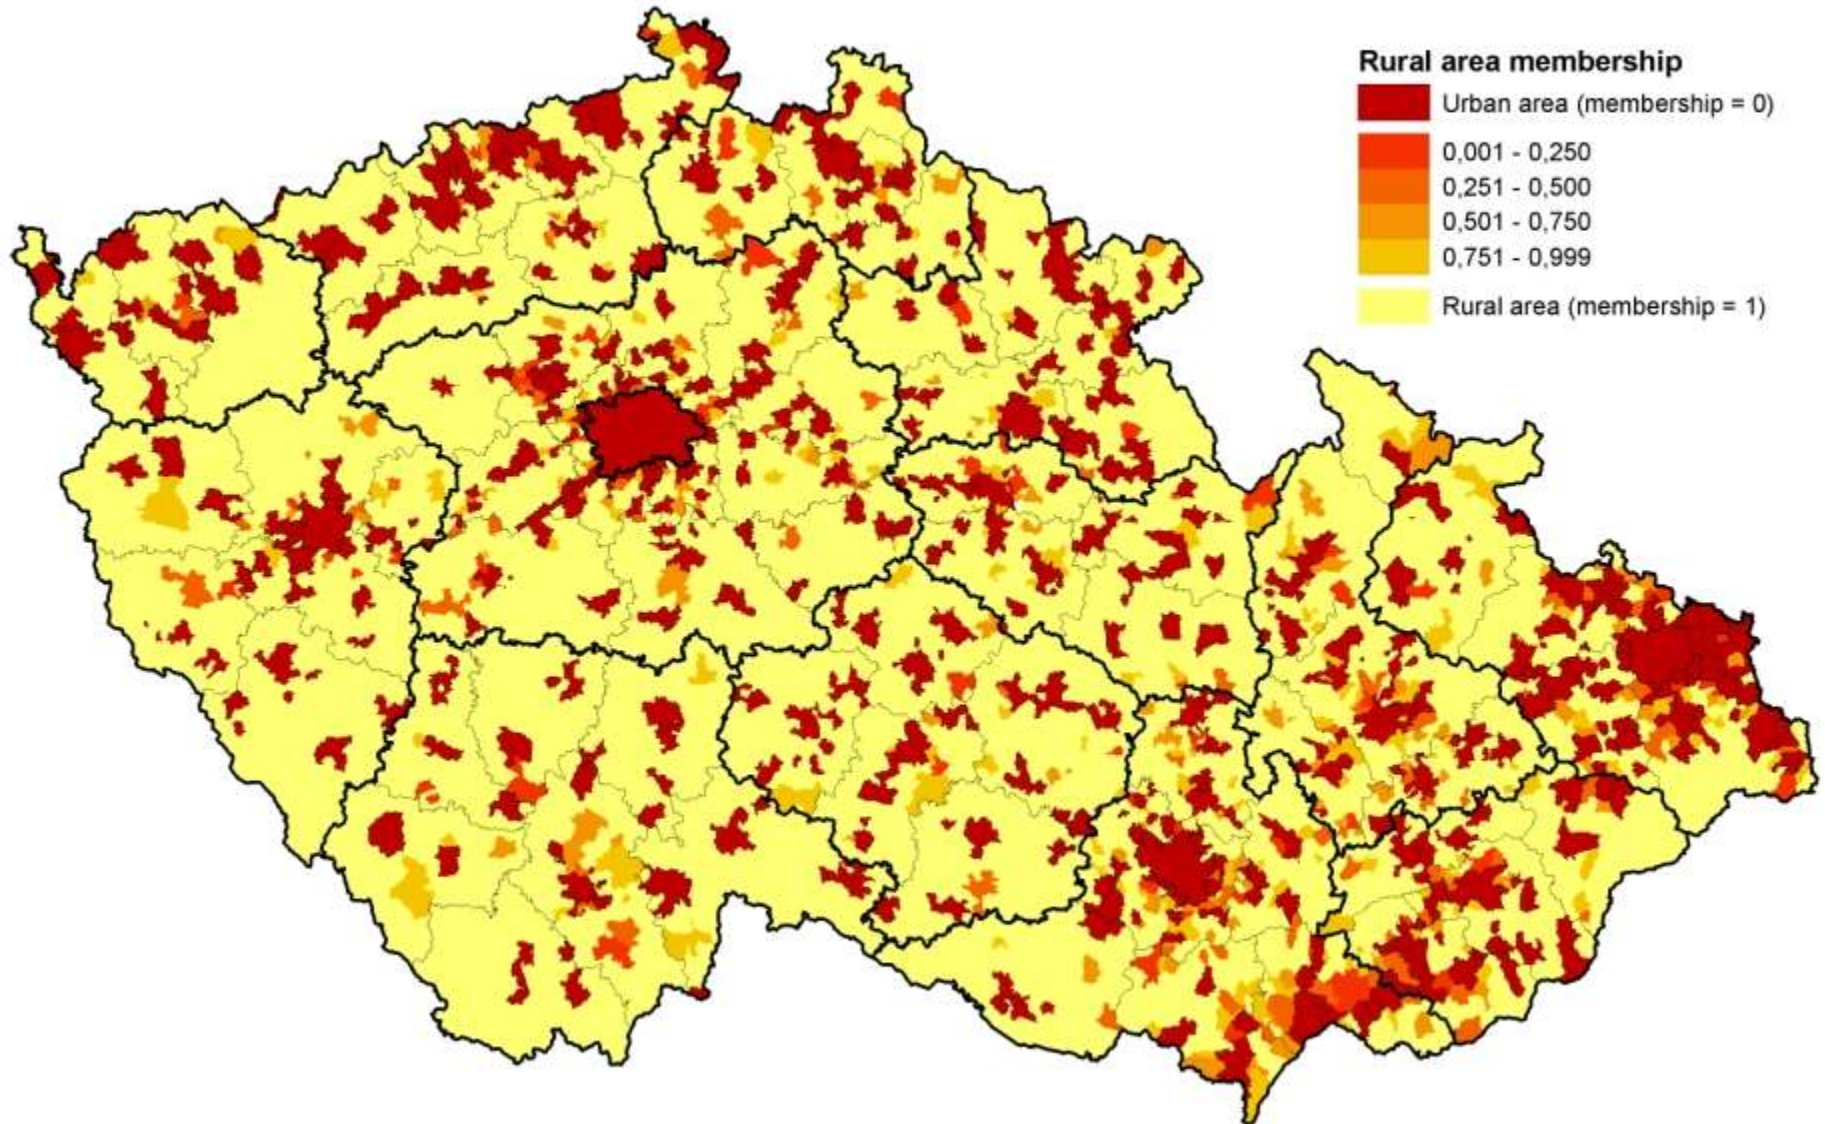 Rural area membership
Urban area (membership = 0)
0,001 - 0,250
0,251 - 0,500
0,501 - 0,750
0,751 - 0,999
Rural area (membership = 1)